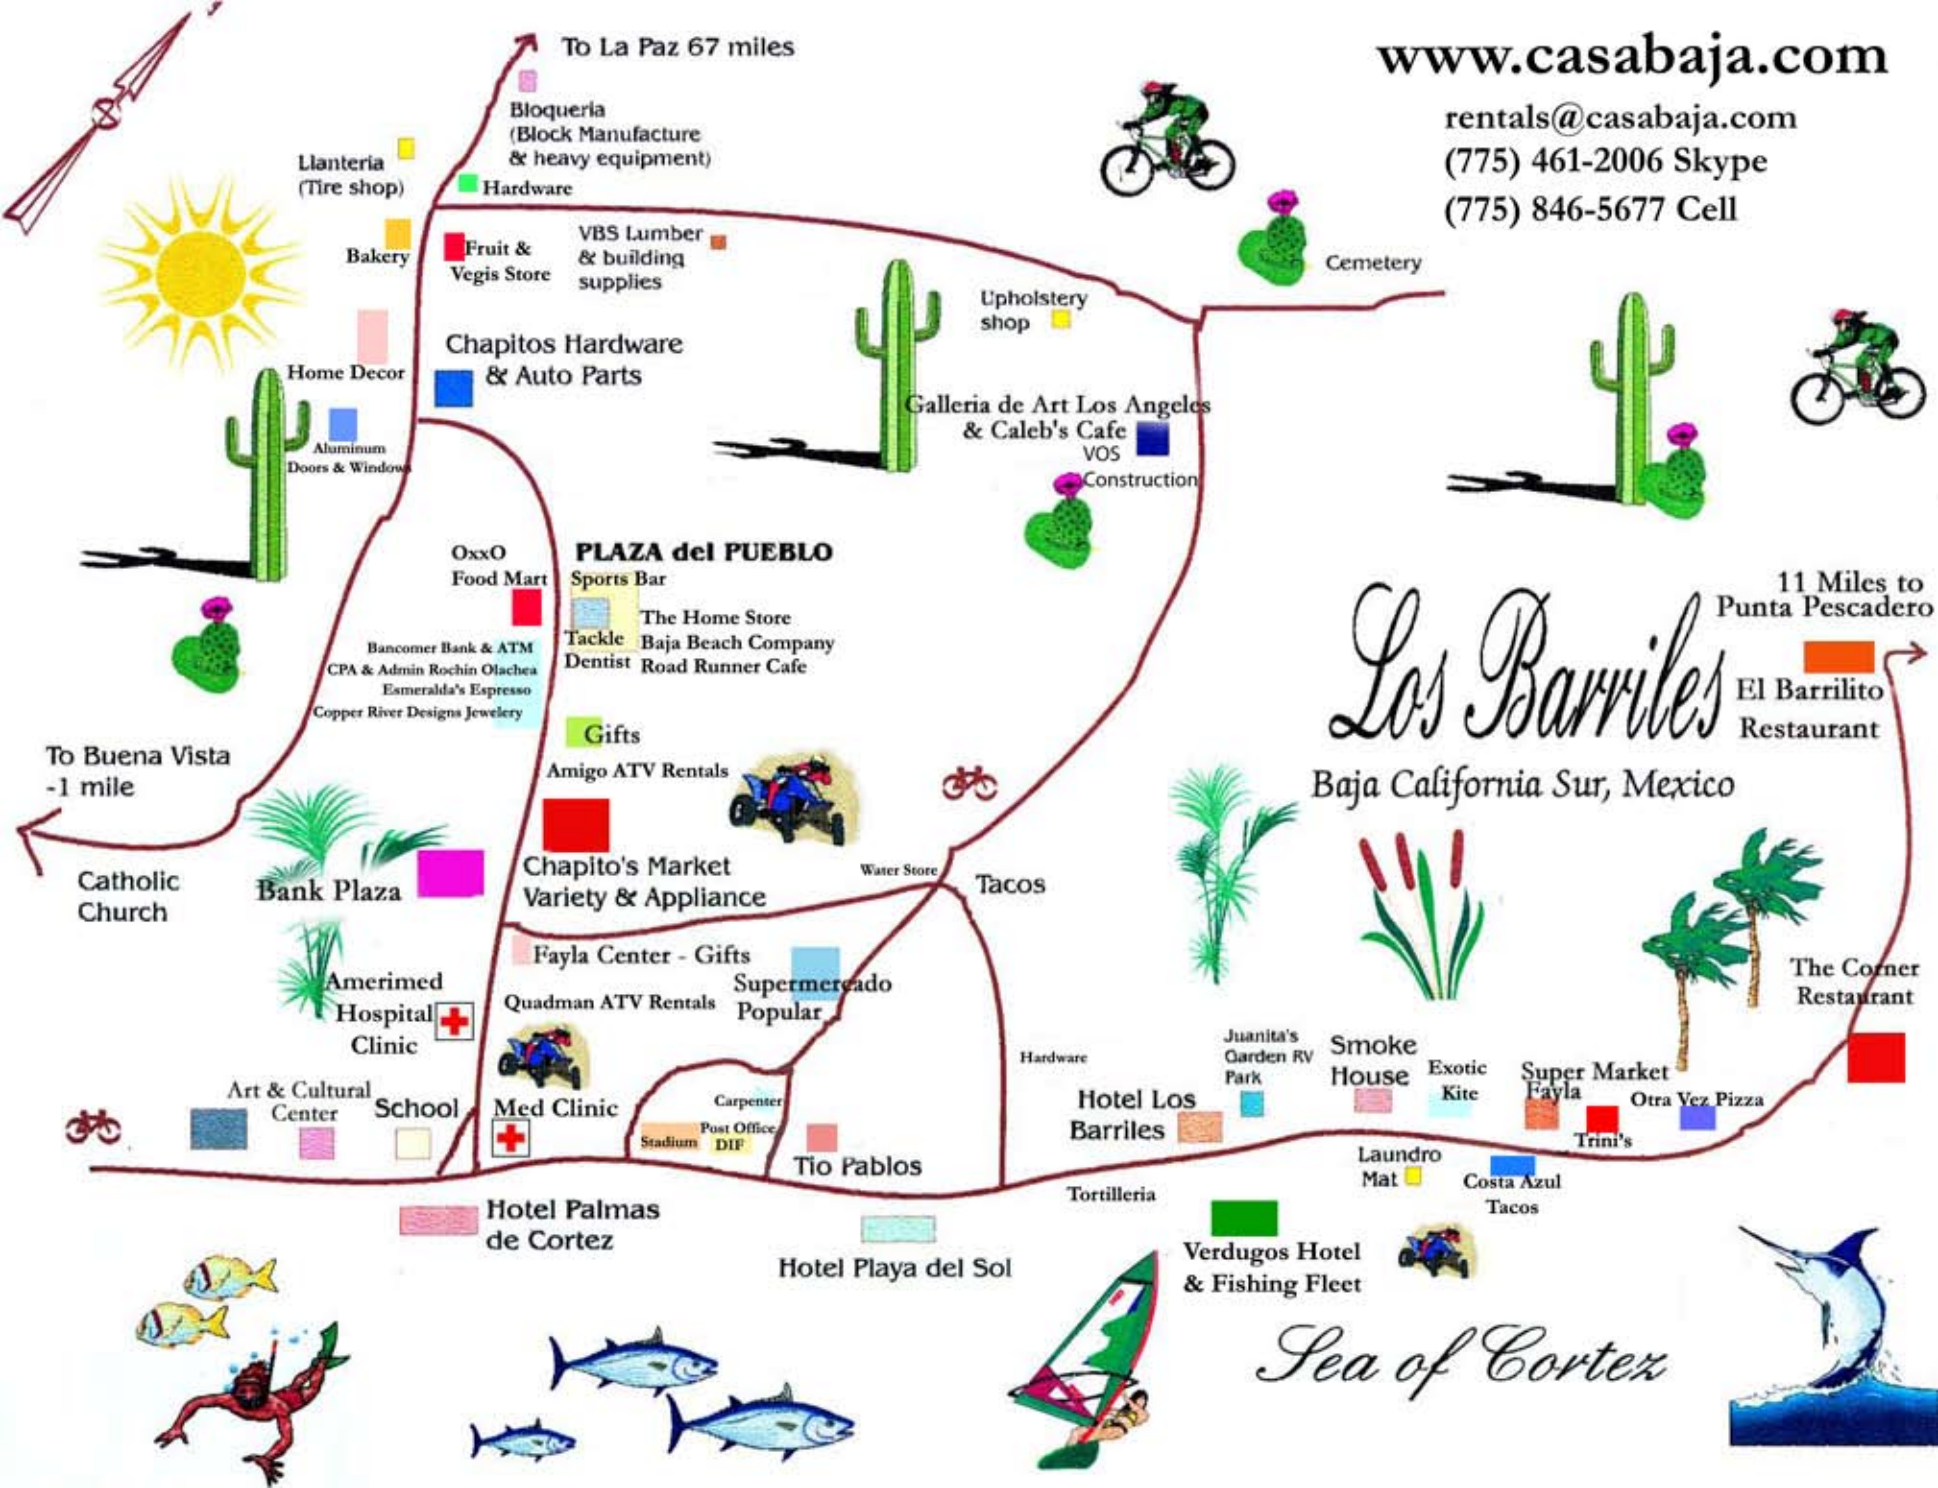 To La Paz 67 miles
www.casabaja.com
rentals@casabaja.com
(775) 461-2006 Skype
(775) 846-5677 Cell
Bloqueria
(Block Manufacture
& heavy equipment)
Llanteria
(Tire shop)
Hardware
Bakery
Fruit &
Vegis Store
VBS Lumber
& building
supplies
Cemetery
Upholstery
shop
Home Decor
Chapitos Hardware
& Auto Parts
Aluminum
Doors & Windows
Galleria de Art Los Angeles
& Caleb's Cafe
VOS
Construction
OxxO
Food Mart
PLAZA del PUEBLO
Sports Bar
The Home Store
Tackle
Baja Beach Company
Dentist
Road Runner Cafe
Bancomer Bank & ATM
CPA & Admin Rochin Olachea
Esmeralda's Espresso
Copper River Designs Jewelery
Gifts
Amigo ATV Rentals
Los Barriles
Baja California Sur, Mexico
11 Miles to
Punta Pescadero
El Barrilito
Restaurant
To Buena Vista
-1 mile
Catholic
Church
Bank Plaza
Chapito's Market
Variety & Appliance
Water Store
Tacos
Fayla Center - Gifts
Quadman ATV Rentals
Supermercado
Popular
Amerimed
Hospital
Clinic
The Corner
Restaurant
Art & Cultural
Center
School
Med Clinic
Carpenter
Stadium
Post Office
DIF
Tio Pablos
Hardware
Hotel Los
Barriles
Juanita's
Garden RV
Park
Smoke
House
Exotic
Kite
Super Market
Fayla
Trini's
Otra Vez Pizza
Hotel Palmas
de Cortez
Hotel Playa del Sol
Tortilleria
Laundro
Mat
Costa Azul
Tacos
Verdugos Hotel
& Fishing Fleet
Sea of Cortez